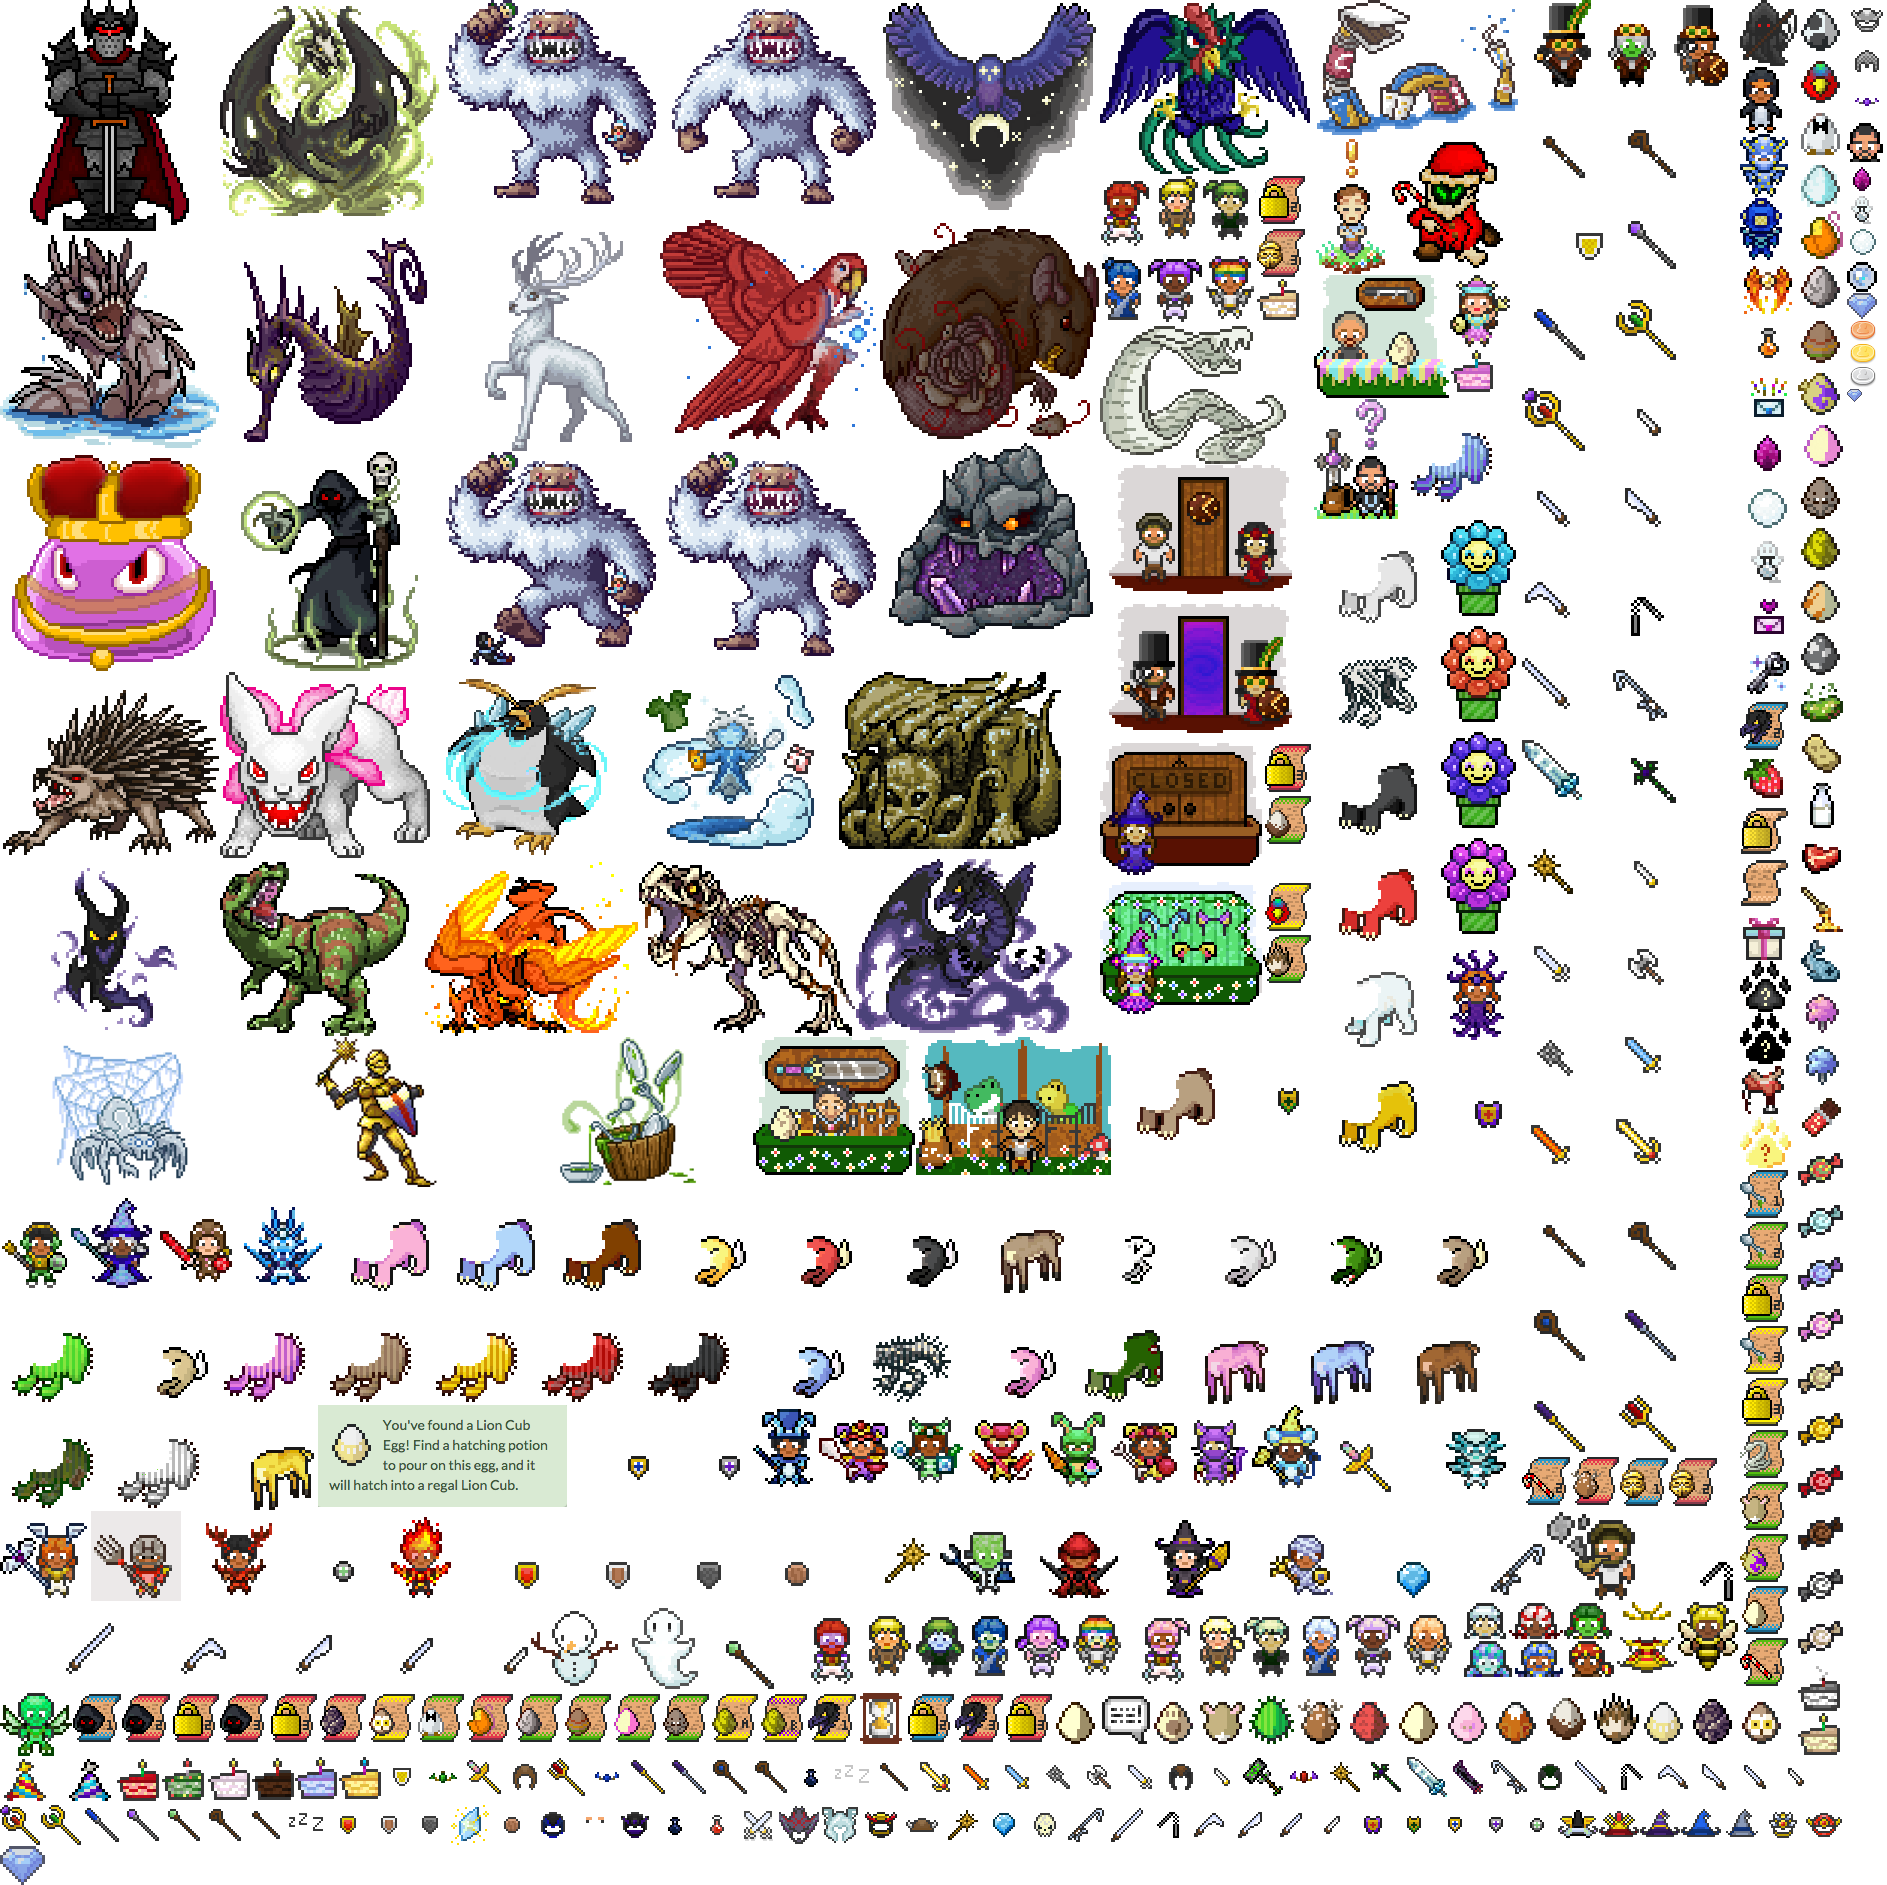 CLOSED
You've found a Lion Cub
Egg! Find a hatching potion
to pour on this egg, and it
will hatch into a regal Lion Cub.